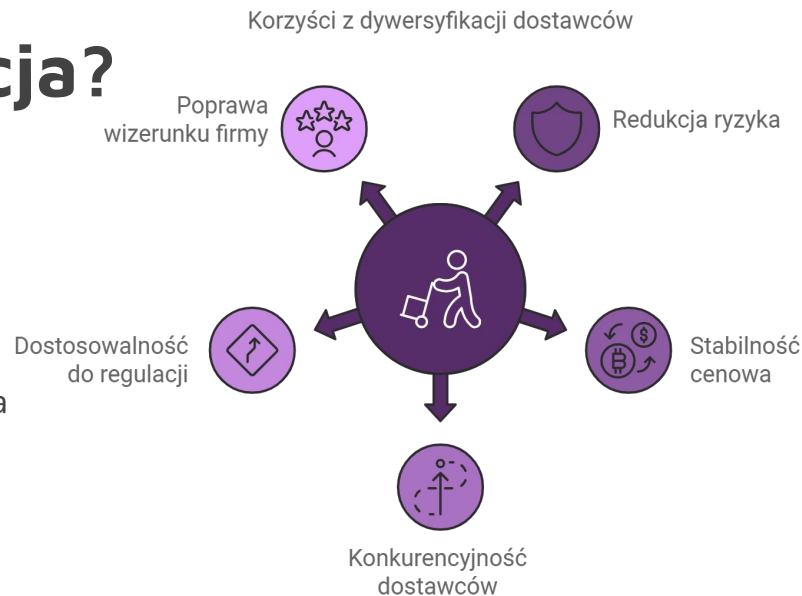 Korzyści z dywersyfikacji dostawców
cja?
Poprawa
wizerunku firmy
Redukcja ryzyka
Dostosowalność
do regulacji
Stabilność
cenowa
a
Konkurencyjność
dostawców